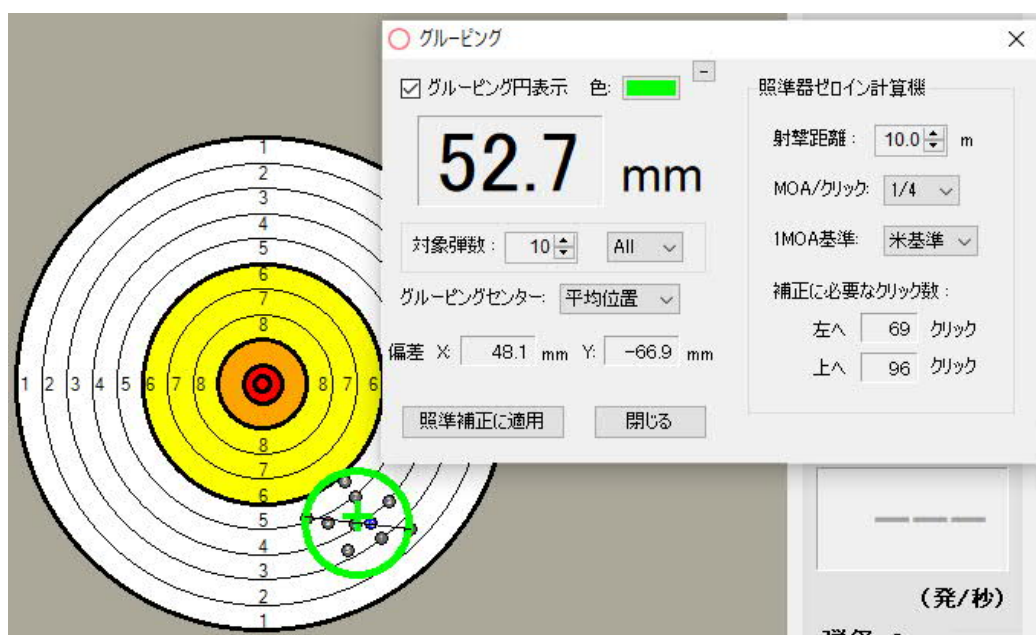 グルーピング
グルーピング円表示 色:
52.7 mm
対象弾数： 10 All
グルーピングセンター: 平均位置
偏差 X: 48.1 mm Y: -66.9 mm
照準補正に適用 閉じる
照準器ゼロイン計算機
射撃距離： 10.0 m
MOA/クリック: 1/4
1MOA基準: 米基準
補正に必要なクリック数：
左へ 69 クリック
上へ 96 クリック
1
2
3
4
5
6
7
8
1 2 3 4 5 6 7 8 8 7 6
8
7
6
5
4
3
2
1
(発/秒)